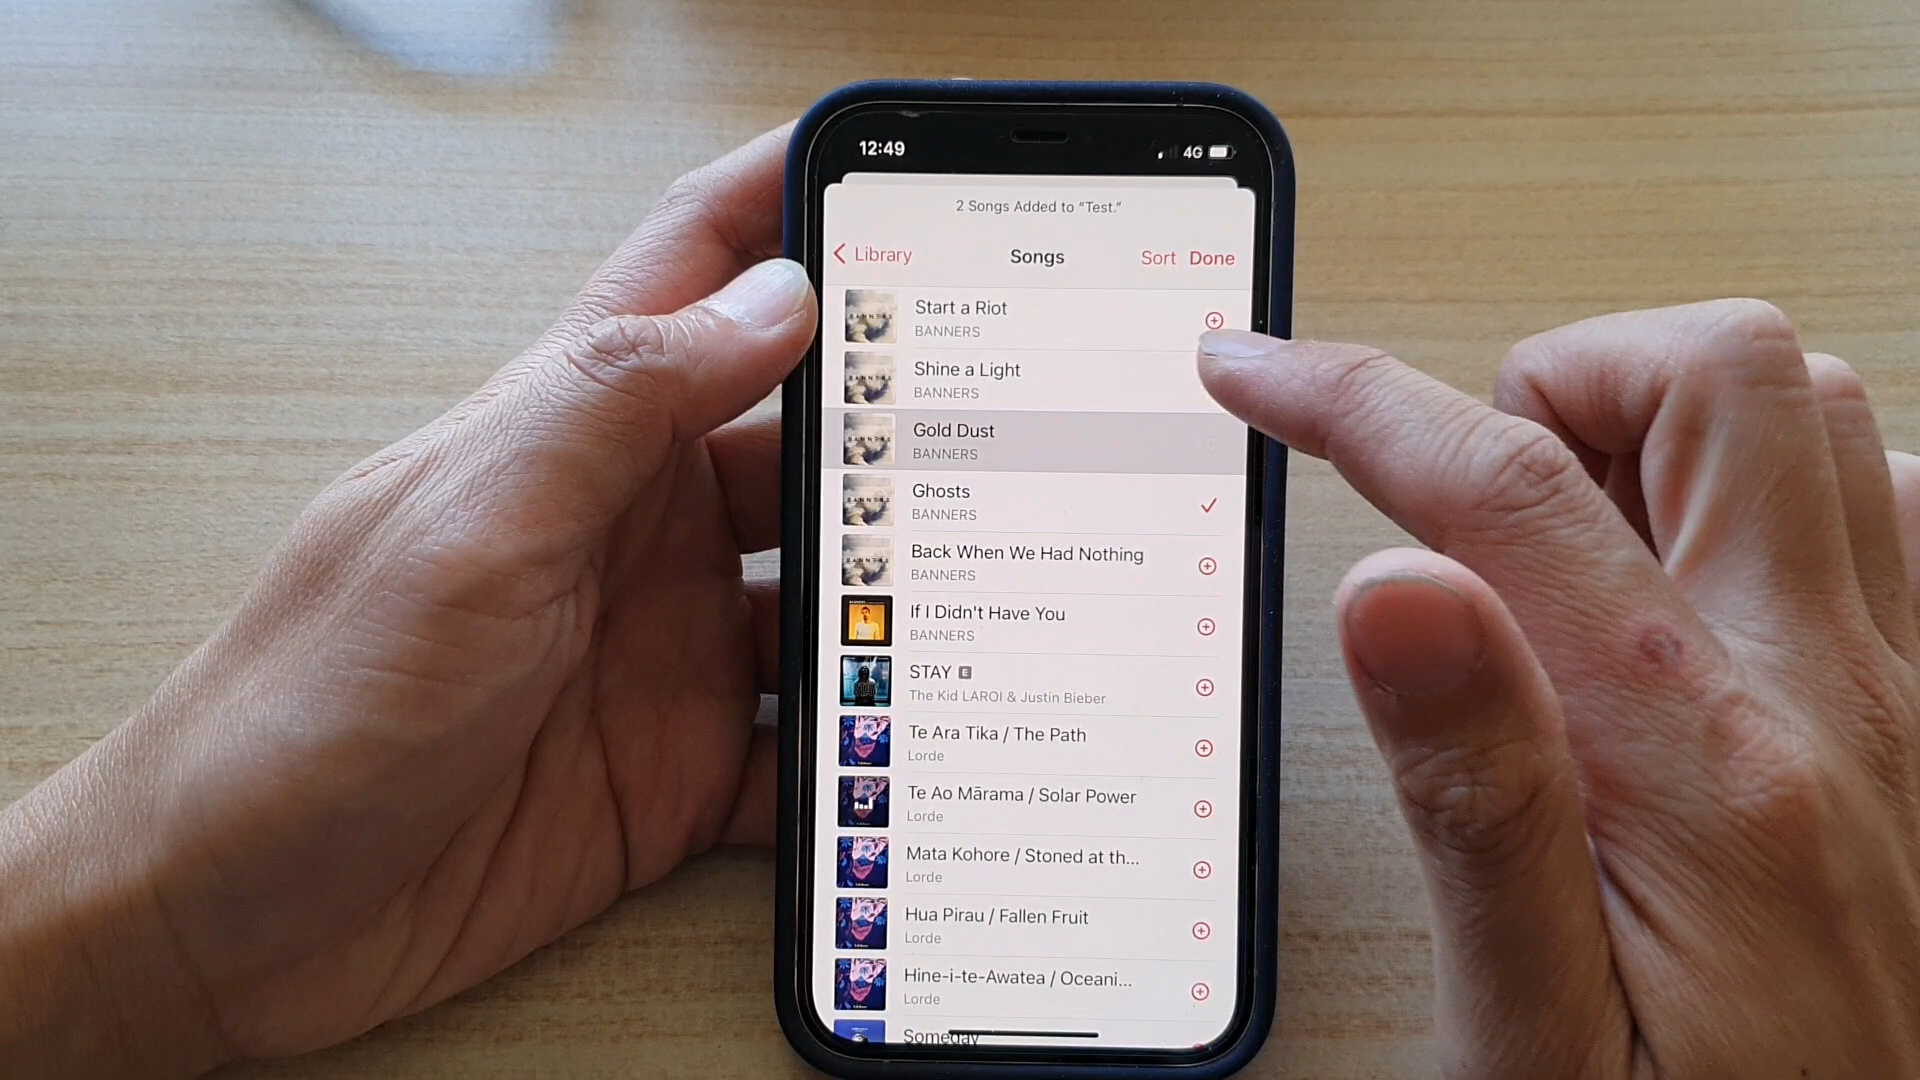 12:49
4G
2 Songs Added to “Test.”
Library
Songs
Sort
Done
Start a Riot
BANNERS
Shine a Light
BANNERS
Gold Dust
BANNERS
Ghosts
BANNERS
Back When We Had Nothing
BANNERS
If I Didn't Have You
BANNERS
STAY E
The Kid LAROI & Justin Bieber
Te Ara Tika / The Path
Lorde
Te Ao Mārama / Solar Power
Lorde
Mata Kohore / Stoned at th...
Lorde
Hua Pirau / Fallen Fruit
Lorde
Hine-i-te-Awatea / Oceani...
Lorde
Someday